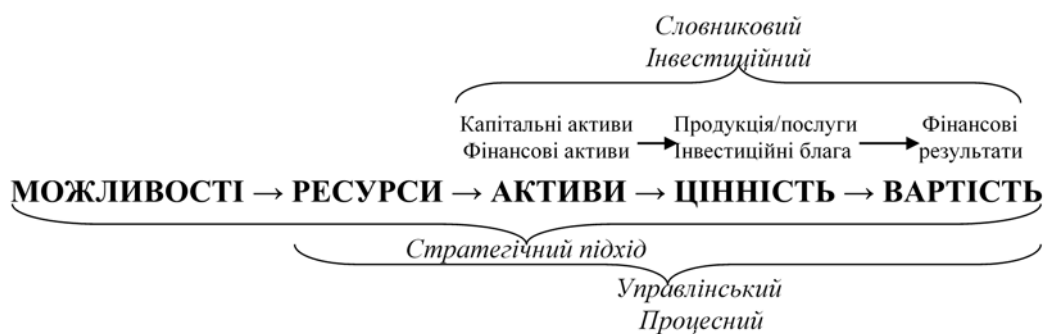 Словниковий
Інвестиційний
Капітальні активи → Продукція/послуги → Фінансові
Фінансові активи Інвестиційні блага результати
МОЖЛИВОСТІ → РЕСУРСИ → АКТИВИ → ЦІННІСТЬ → ВАРТІСТЬ
Стратегічний підхід
Управлінський
Процесний